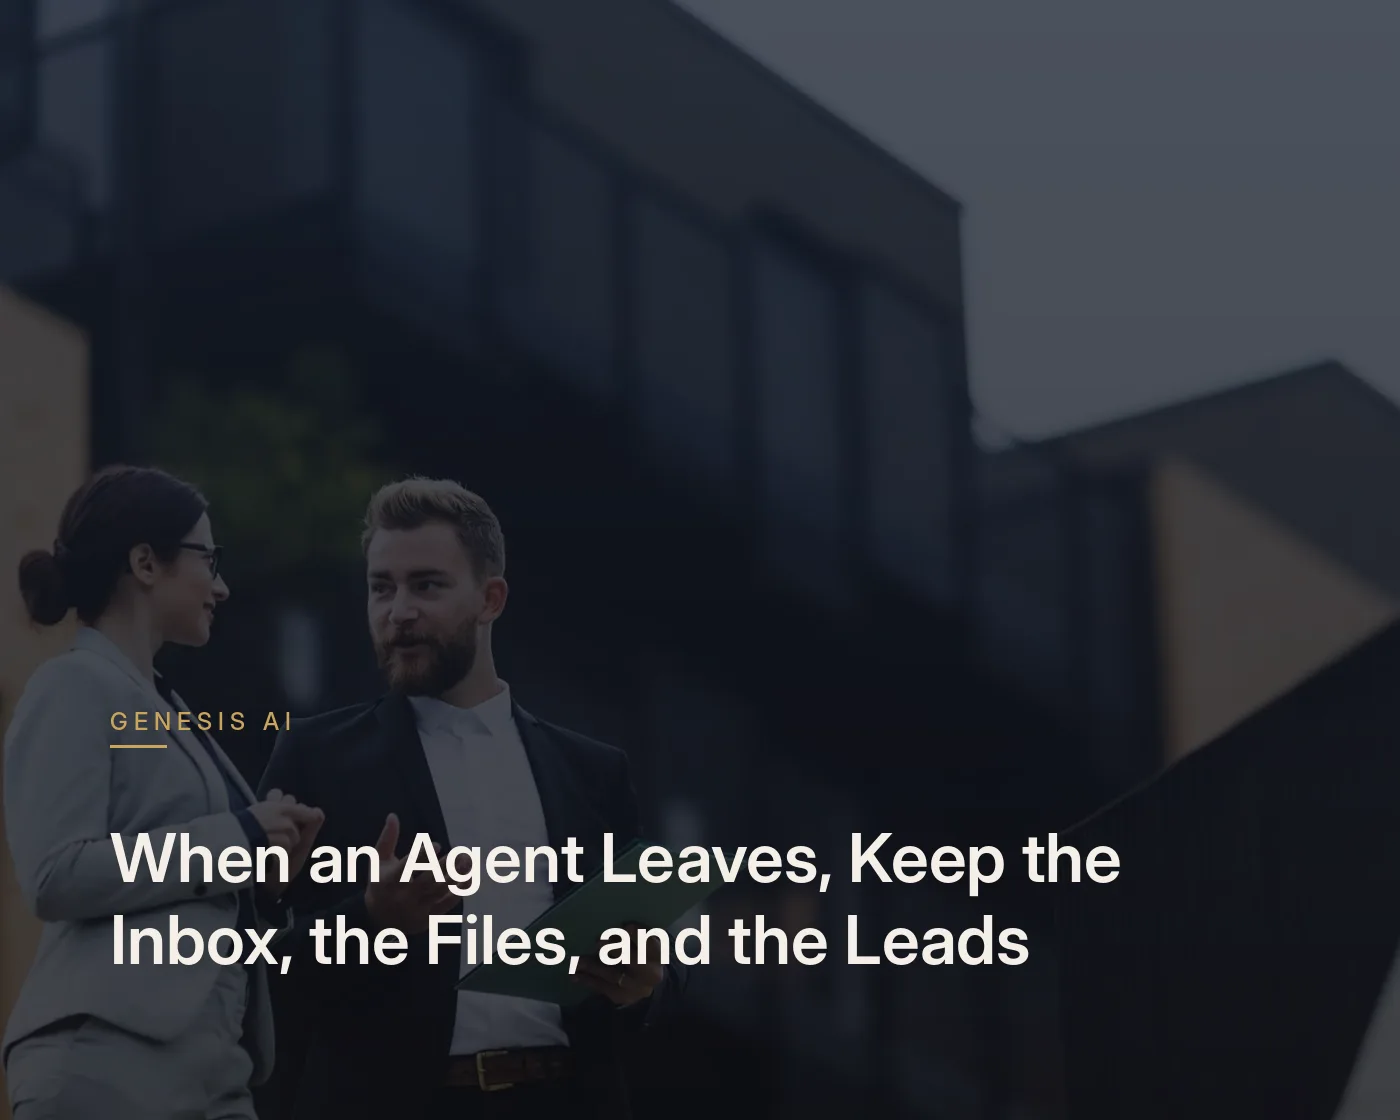 GENESIS AI
When an Agent Leaves, Keep the
Inbox, the Files, and the Leads